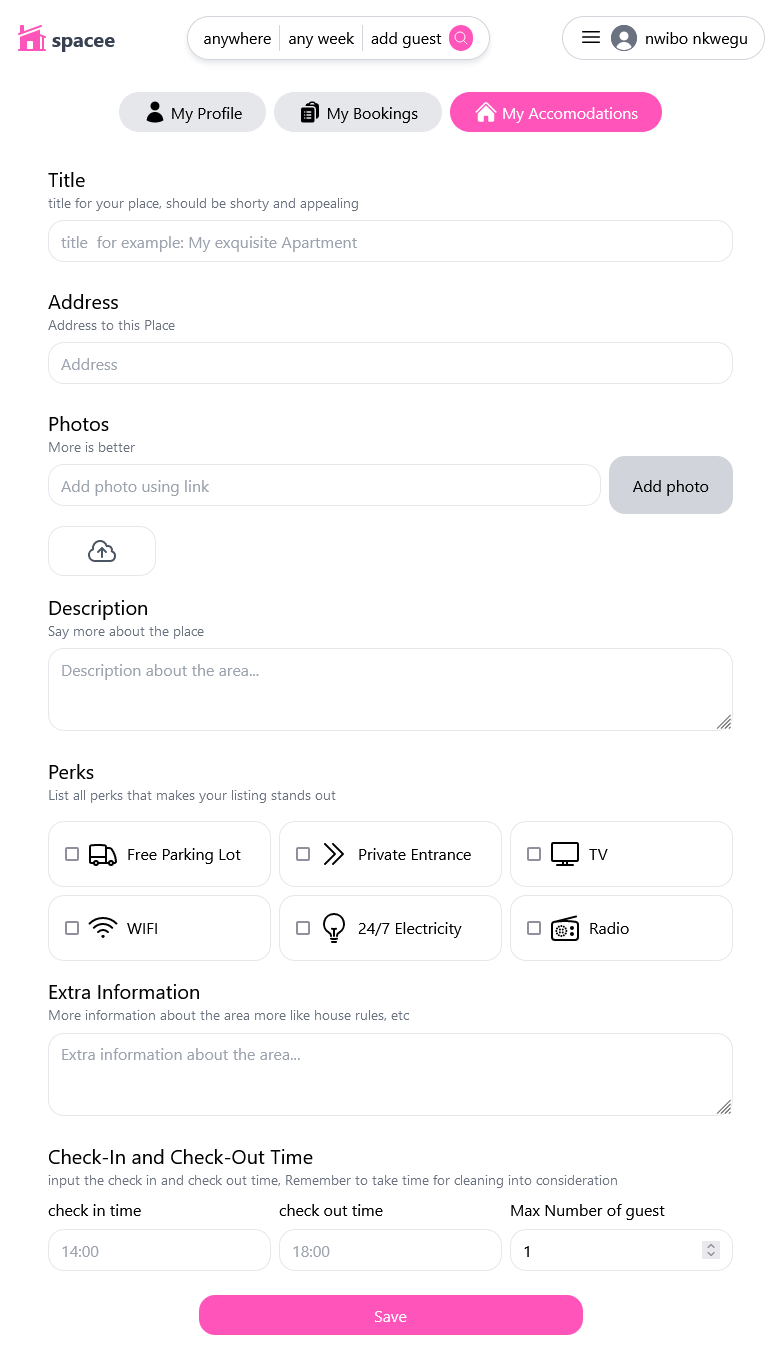 spacee
anywhere any week add guest
nwibo nkwegu
My Profile
My Bookings
My Accomodations
Title
title for your place, should be shorty and appealing
title  for example: My exquisite Apartment
Address
Address to this Place
Address
Photos
More is better
Add photo using link
Add photo
Description
Say more about the place
Description about the area...
Perks
List all perks that makes your listing stands out
Free Parking Lot
Private Entrance
TV
WIFI
24/7 Electricity
Radio
Extra Information
More information about the area more like house rules, etc
Extra information about the area...
Check-In and Check-Out Time
input the check in and check out time, Remember to take time for cleaning into consideration
check in time
check out time
Max Number of guest
14:00
18:00
1
Save